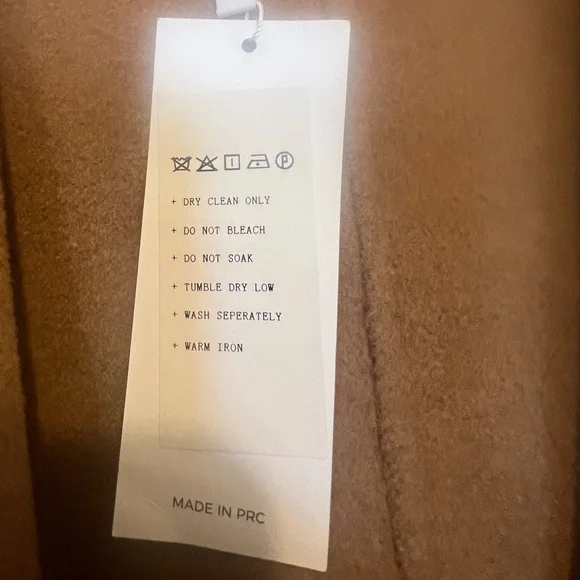 + DRY CLEAN ONLY
+ DO NOT BLEACH
+ DO NOT SOAK
+ TUMBLE DRY LOW
+ WASH SEPERATELY
+ WARM IRON
MADE IN PRC